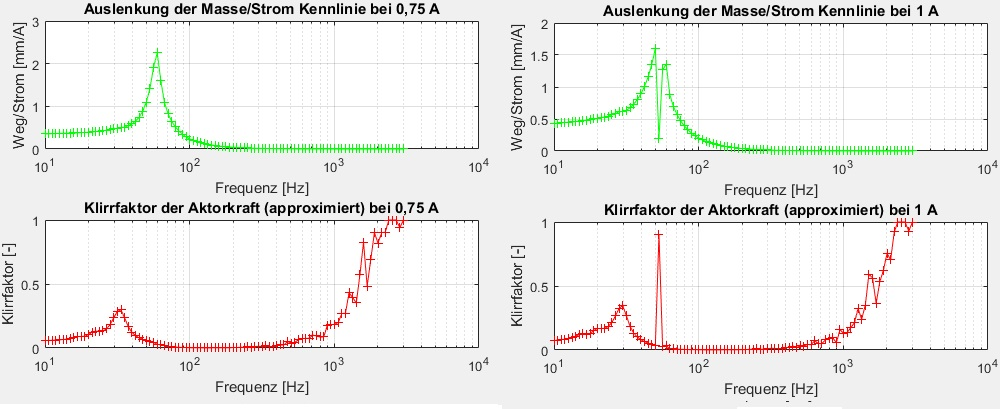 Auslenkung der Masse/Strom Kennlinie bei 0,75 A
Weg/Strom [mm/A]
3
2
1
0
10^1
10^2
10^3
10^4
Frequenz [Hz]
Auslenkung der Masse/Strom Kennlinie bei 1 A
Weg/Strom [mm/A]
2
1.5
1
0.5
0
10^1
10^2
10^3
10^4
Frequenz [Hz]
Klirrfaktor der Aktorkraft (approximiert) bei 0,75 A
Klirrfaktor [-]
1
0.5
0
10^1
10^2
10^3
10^4
Frequenz [Hz]
Klirrfaktor der Aktorkraft (approximiert) bei 1 A
Klirrfaktor [-]
1
0.5
0
10^1
10^2
10^3
10^4
Frequenz [Hz]